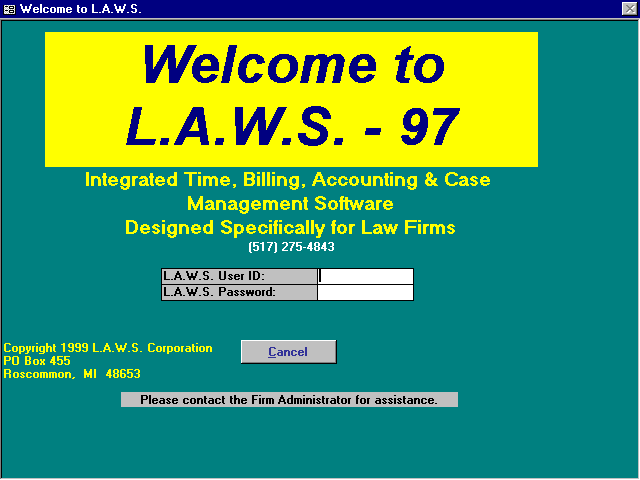 Welcome to L.A.W.S.
Welcome to
L.A.W.S. - 97
Integrated Time, Billing, Accounting & Case
Management Software
Designed Specifically for Law Firms
(517) 275-4843
L.A.W.S. User ID:
L.A.W.S. Password:
Copyright 1999 L.A.W.S. Corporation
PO Box 455
Roscommon,  MI  48653
Cancel
Please contact the Firm Administrator for assistance.